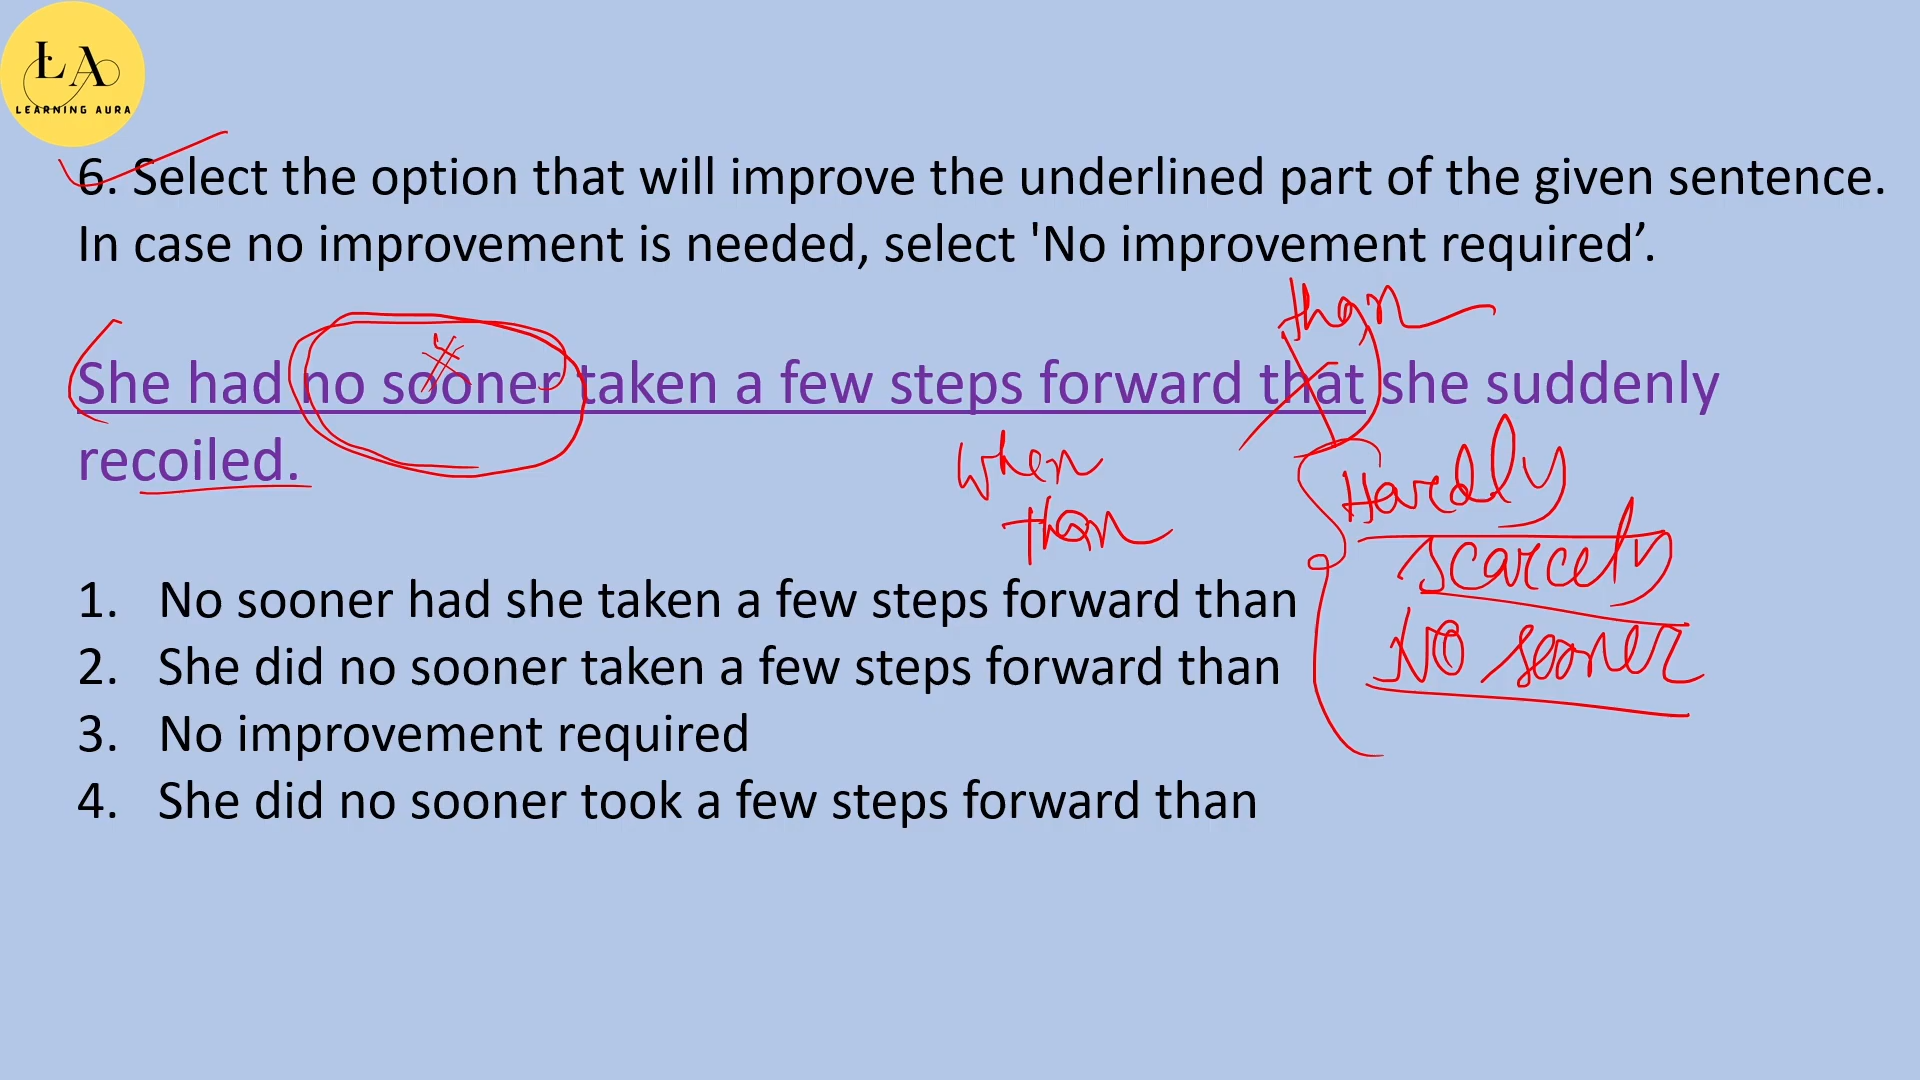 LA
LEARNING AURA
6. Select the option that will improve the underlined part of the given sentence.
In case no improvement is needed, select 'No improvement required’.
than
She had no sooner taken a few steps forward that she suddenly
recoiled.
when
than
Hardly
scarcely
No sooner
1. No sooner had she taken a few steps forward than
2. She did no sooner taken a few steps forward than
3. No improvement required
4. She did no sooner took a few steps forward than